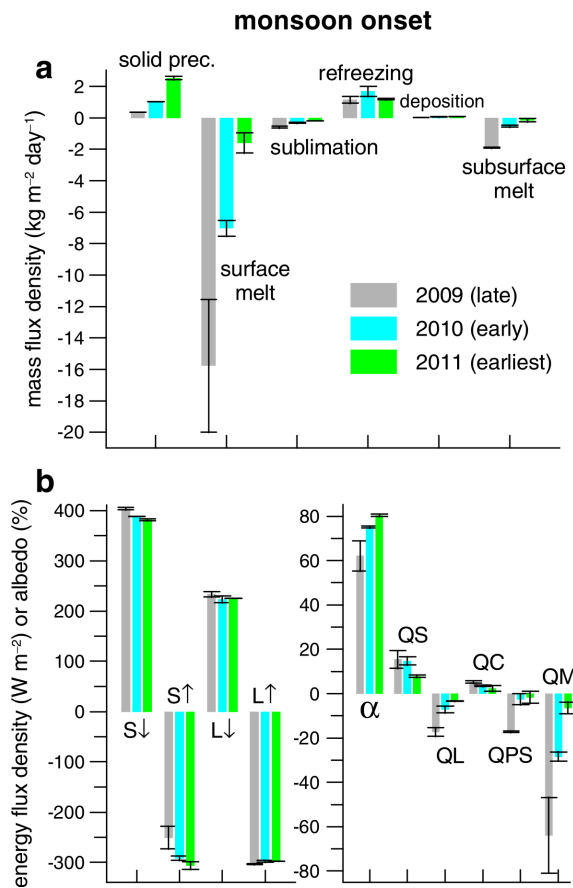 monsoon onset
a
solid prec.
refreezing
deposition
sublimation
subsurface
melt
surface
melt
mass flux density (kg m⁻² day⁻¹)
2
0
-2
-4
-6
-8
-10
-12
-14
-16
-18
-20
2009 (late)
2010 (early)
2011 (earliest)
b
energy flux density (W m⁻²) or albedo (%)
400
300
200
100
0
-100
-200
-300
S↓
S↑
L↓
L↑
80
60
40
20
0
-20
-40
-60
-80
α
QS
QL
QC
QPS
QM